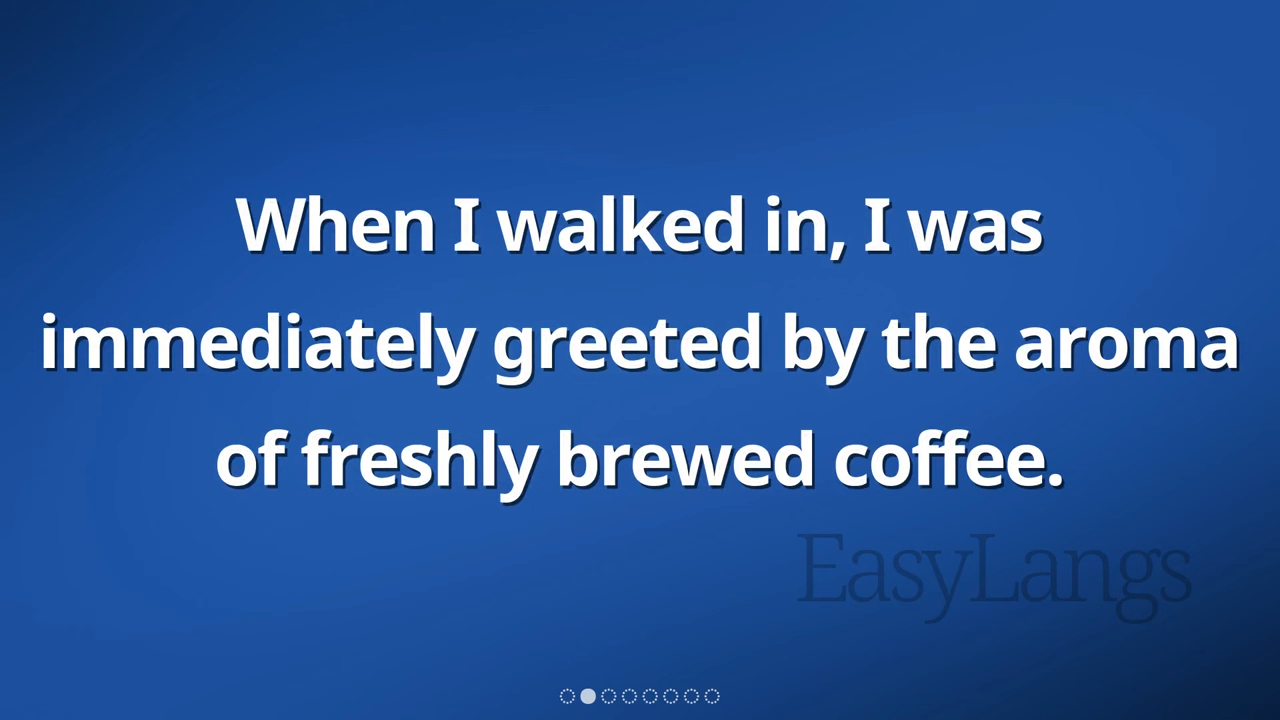 When I walked in, I was
immediately greeted by the aroma
of freshly brewed coffee.
EasyLangs